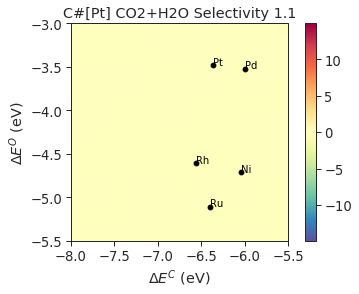 C#[Pt] CO2+H2O Selectivity 1.1
−3.0
−3.5
−4.0
−4.5
−5.0
−5.5
ΔE^O (eV)
Pt
Pd
Rh
Ni
Ru
−8.0 −7.5 −7.0 −6.5 −6.0 −5.5
ΔE^C (eV)
10
5
0
−5
−10